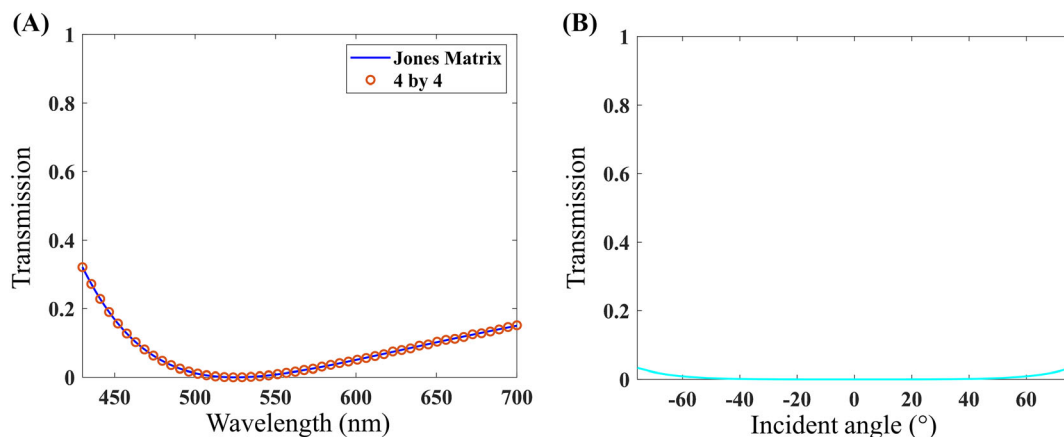 (A)
1
0.8
0.6
0.4
0.2
0
Transmission
450 500 550 600 650 700
Wavelength (nm)
Jones Matrix
4 by 4
(B)
1
0.8
0.6
0.4
0.2
0
Transmission
-60 -40 -20 0 20 40 60
Incident angle (°)